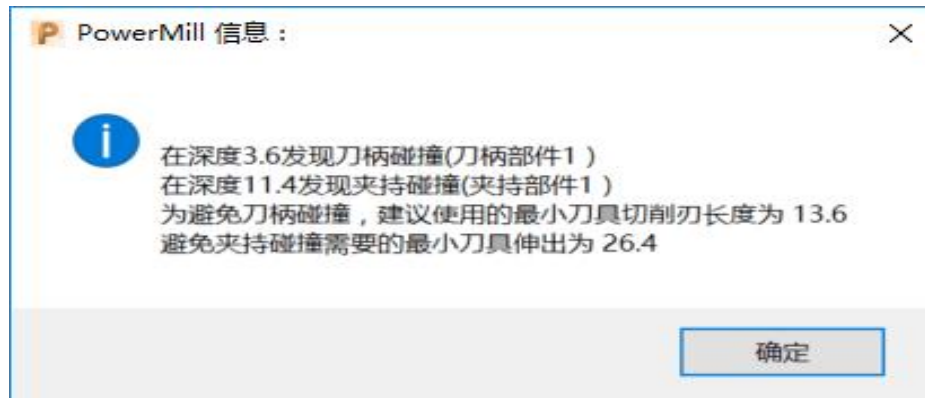 PowerMill 信息：
在深度3.6发现刀柄碰撞(刀柄部件1 )
在深度11.4发现夹持碰撞(夹持部件1 )
为避免刀柄碰撞，建议使用的最小刀具切削刃长度为 13.6
避免夹持碰撞需要的最小刀具伸出为 26.4
确定